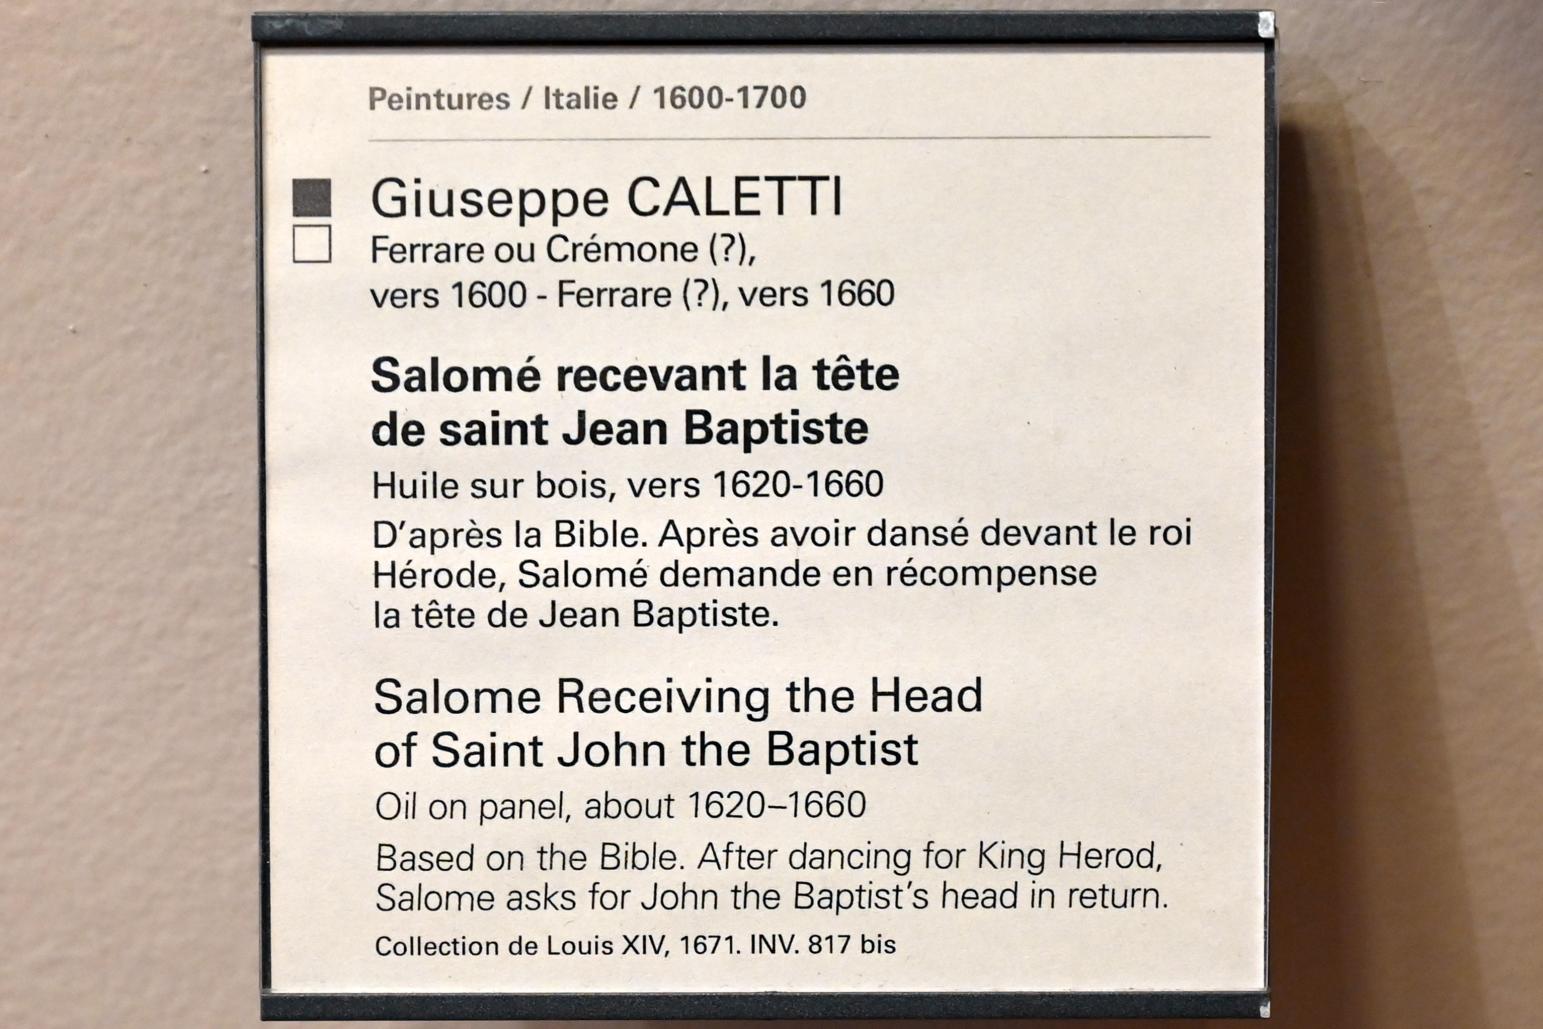 Peintures / Italie / 1600-1700
Giuseppe CALETTI
Ferrare ou Crémone (?),
vers 1600 - Ferrare (?), vers 1660
Salomé recevant la tête
de saint Jean Baptiste
Huile sur bois, vers 1620-1660
D'après la Bible. Après avoir dansé devant le roi
Hérode, Salomé demande en récompense
la tête de Jean Baptiste.
Salome Receiving the Head
of Saint John the Baptist
Oil on panel, about 1620–1660
Based on the Bible. After dancing for King Herod,
Salome asks for John the Baptist's head in return.
Collection de Louis XIV, 1671. INV. 817 bis